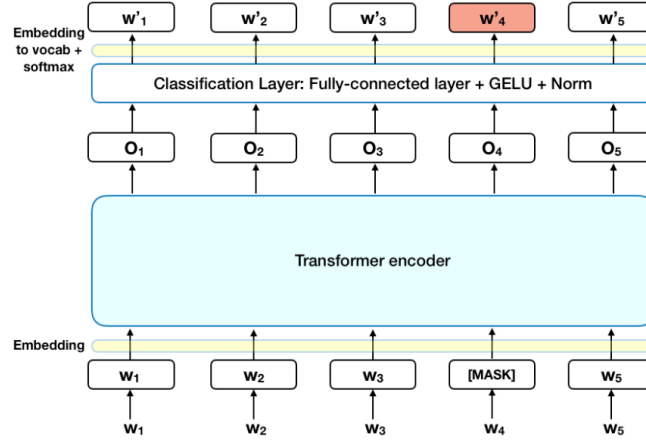 Embedding
to vocab +
softmax
w'₁ w'₂ w'₃ w'₄ w'₅
Classification Layer: Fully-connected layer + GELU + Norm
O₁ O₂ O₃ O₄ O₅
Transformer encoder
Embedding
w₁ w₂ w₃ [MASK] w₅
w₁ w₂ w₃ w₄ w₅